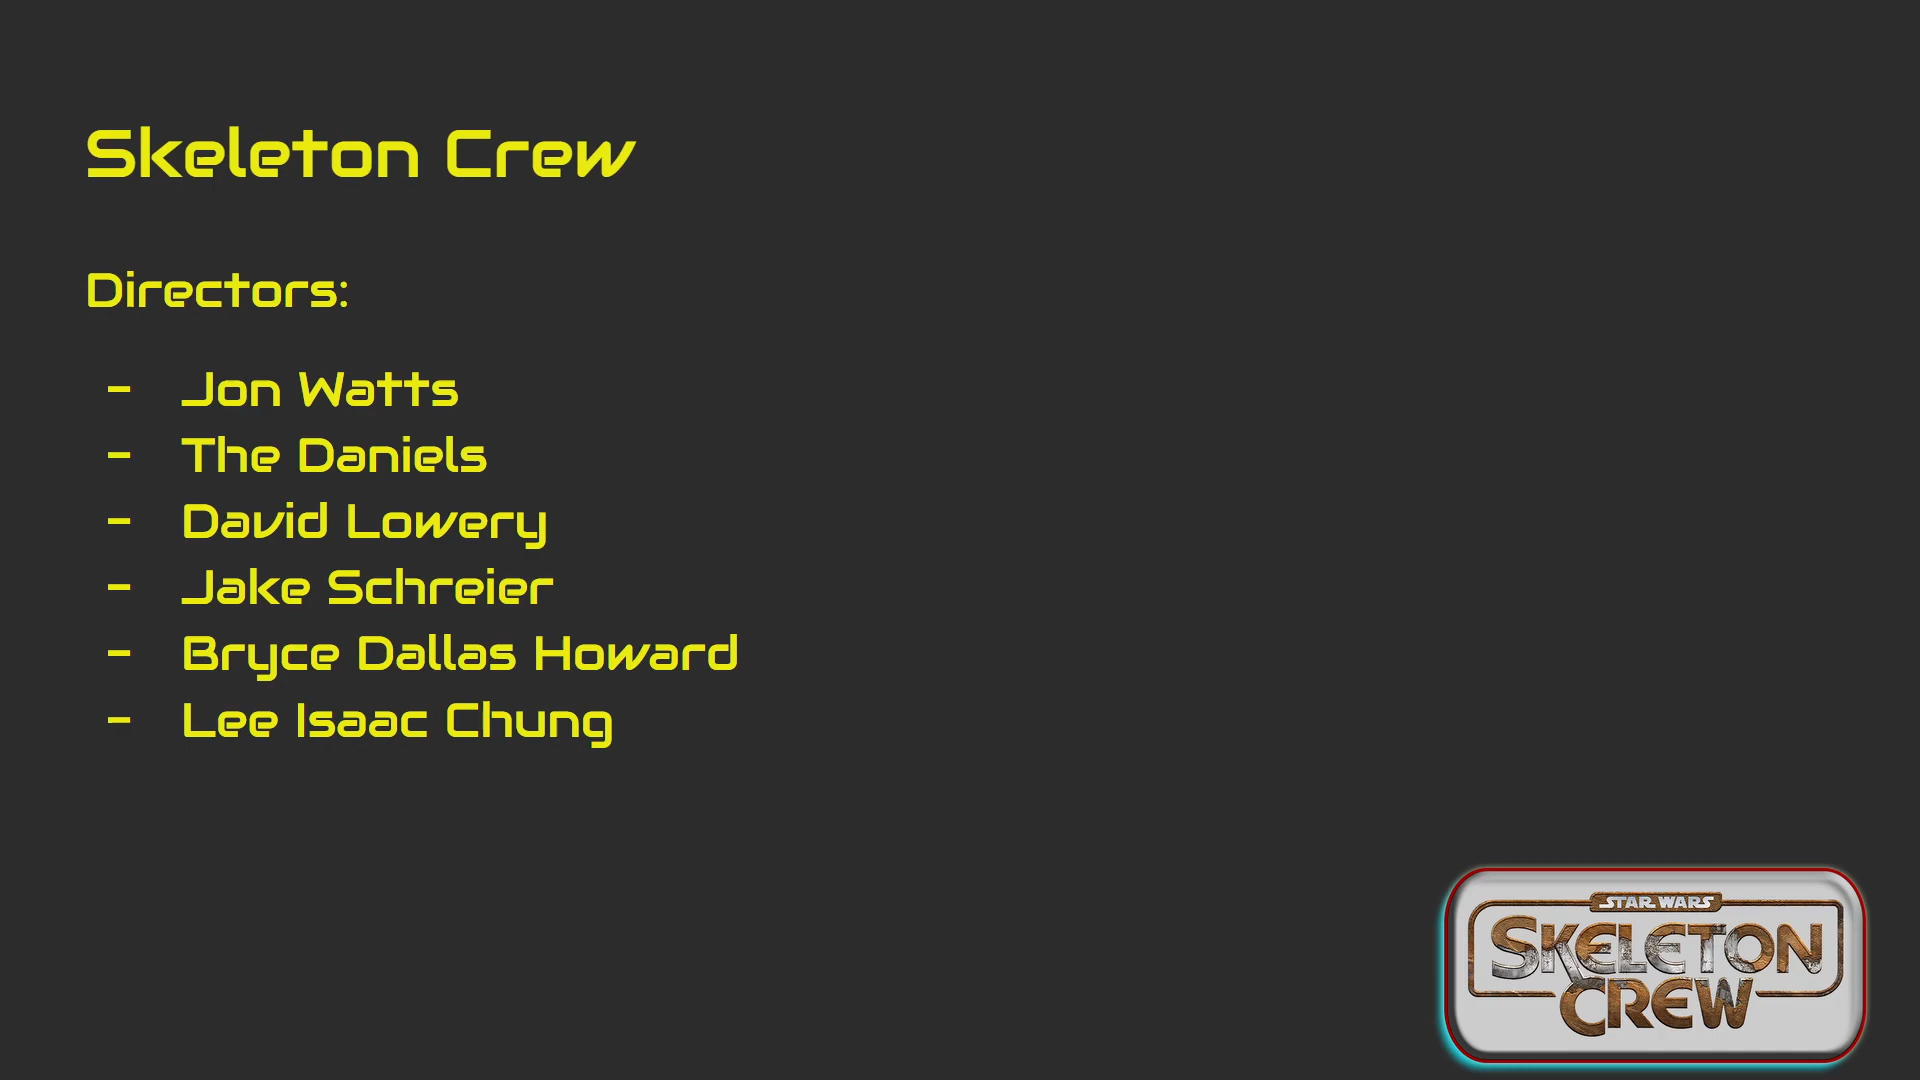 Skeleton Crew
Directors:
- Jon Watts
- The Daniels
- David Lowery
- Jake Schreier
- Bryce Dallas Howard
- Lee Isaac Chung
STAR WARS
SKELETON
CREW